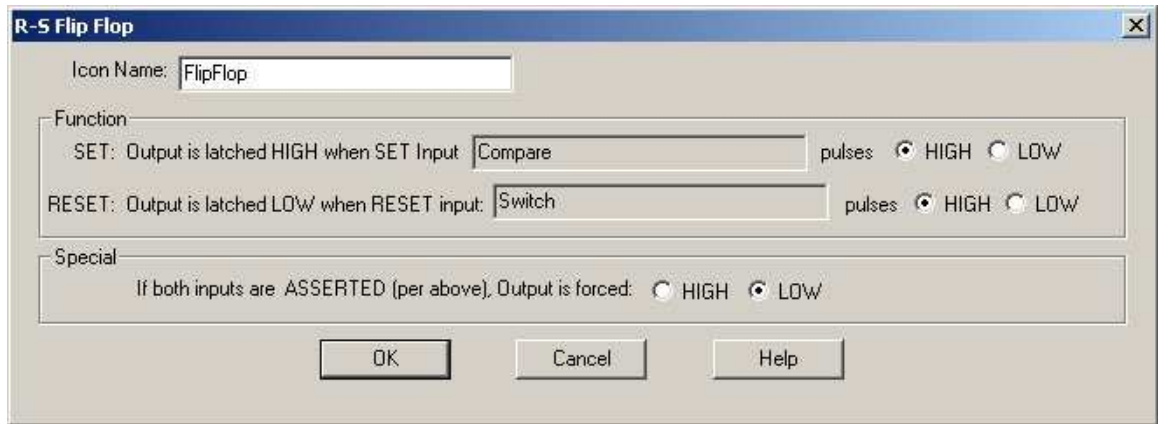 R-S Flip Flop
Icon Name: FlipFlop
Function
SET: Output is latched HIGH when SET Input Compare pulses HIGH LOW
RESET: Output is latched LOW when RESET input: Switch pulses HIGH LOW
Special
If both inputs are ASSERTED (per above), Output is forced: HIGH LOW
OK Cancel Help